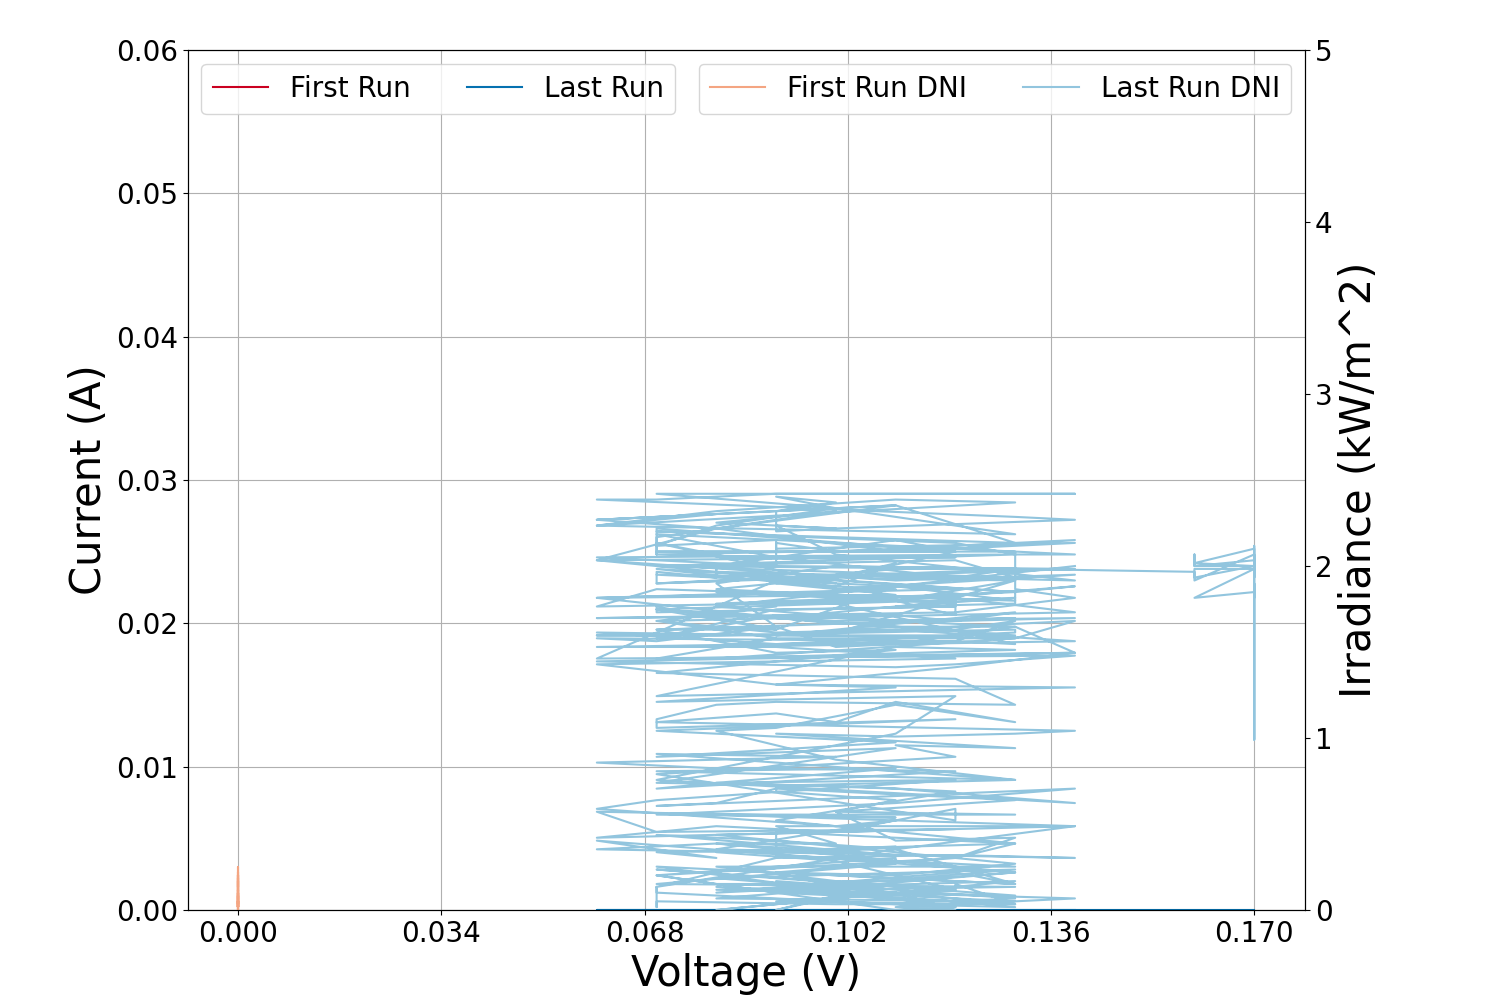 0.06
5
First Run
Last Run
First Run DNI
Last Run DNI
0.05
4
0.04
3
0.03
2
0.02
1
0.01
0.00
0
Current (A)
Irradiance (kW/m^2)
0.000 0.034 0.068 0.102 0.136 0.170
Voltage (V)